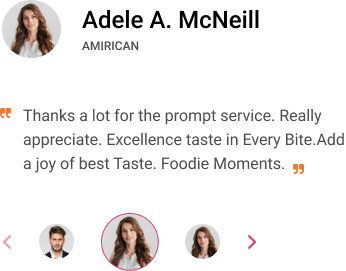 Adele A. McNeill
AMIRICAN
❝ Thanks a lot for the prompt service. Really
appreciate. Excellence taste in Every Bite.Add
a joy of best Taste. Foodie Moments. ❞